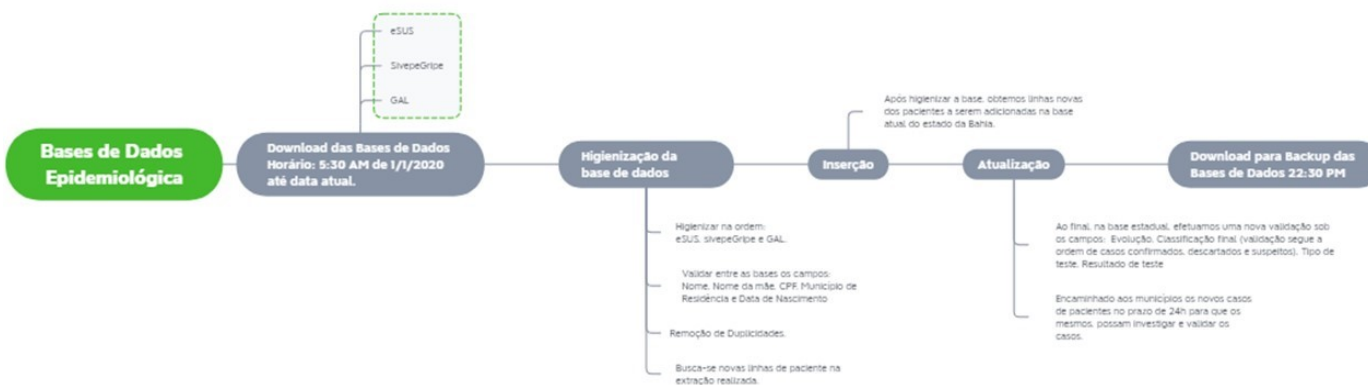 eSUS
SivepeGripe
GAL
Bases de Dados
Epidemiológica
Download das Bases de Dados
Horário: 5:30 AM de 1/1/2020
até data atual.
Higienização da
base de dados
Higienizar na ordem:
eSUS, sivepeGripe e GAL.
Validar entre as bases os campos:
Nome, Nome da mãe, CPF, Município de
Residência e Data de Nascimento
Remoção de Duplicidades.
Busca-se novas linhas de paciente na
extração realizada.
Inserção
Após higienizar a base, obtemos linhas novas
dos pacientes a serem adicionadas na base
atual do estado da Bahia.
Atualização
Ao final, na base estadual, efetuamos uma nova validação sob
os campos: Evolução, Classificação final (validação segue a
ordem de casos confirmados, descartados e suspeitos), Tipo de
teste, Resultado de teste
Encaminhado aos municípios os novos casos
de pacientes no prazo de 24h para que os
mesmos, possam investigar e validar os
casos.
Download para Backup das
Bases de Dados 22:30 PM